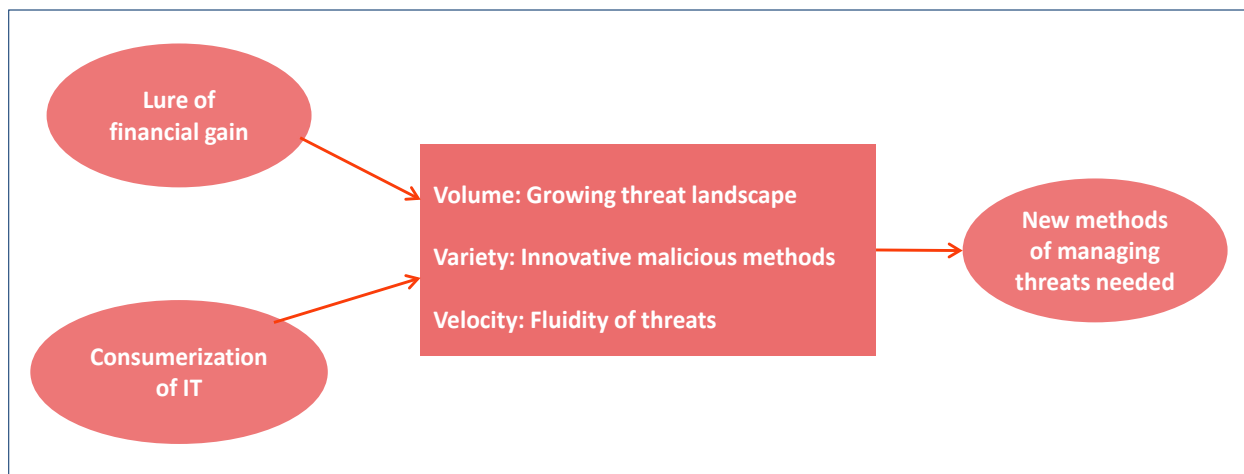 Lure of
financial gain
Volume: Growing threat landscape
Variety: Innovative malicious methods
Velocity: Fluidity of threats
New methods
of managing
threats needed
Consumerization
of IT